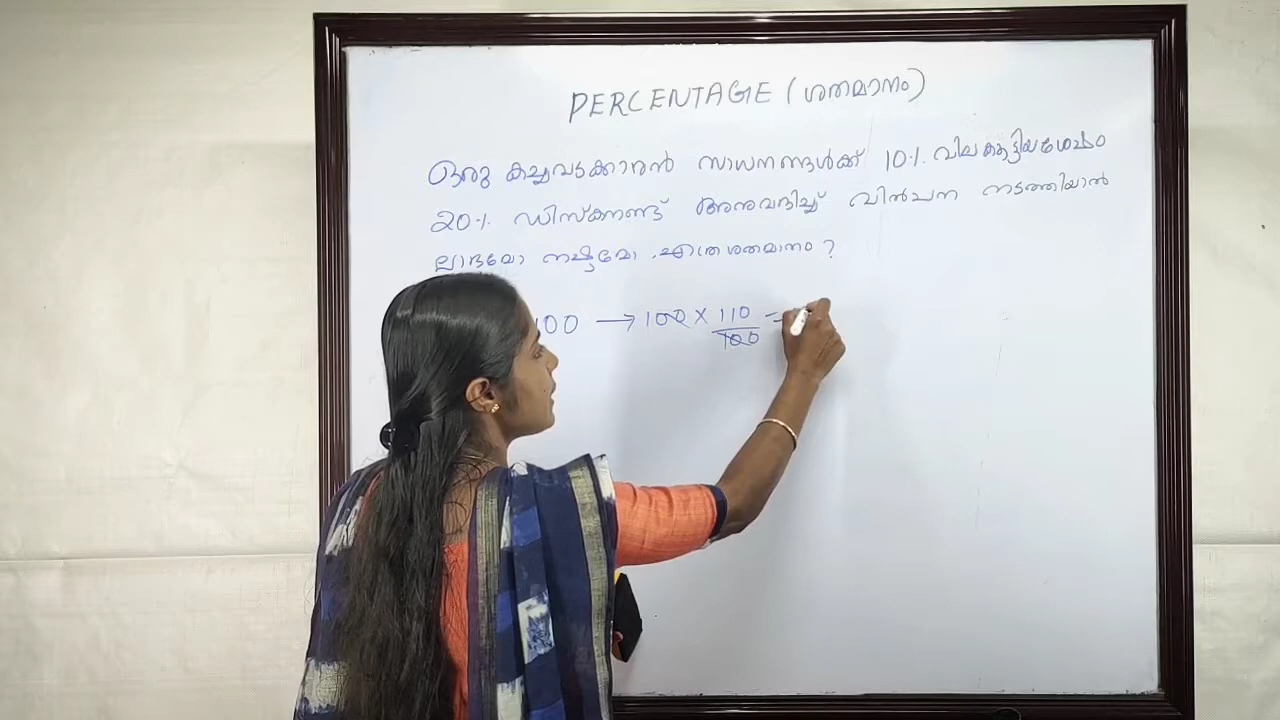 PERCENTAGE (ശതമാനം)
ഒരു കച്ചവടക്കാരൻ സാധനങ്ങൾക്ക് 10% വില കൂട്ടിയശേഷം
20% ഡിസ്കൗണ്ട് അനുവദിച്ച് വിൽപന നടത്തിയാൽ
ലാഭമോ നഷ്ടമോ എത്ര ശതമാനം?
100 → 100 × 110/100 =